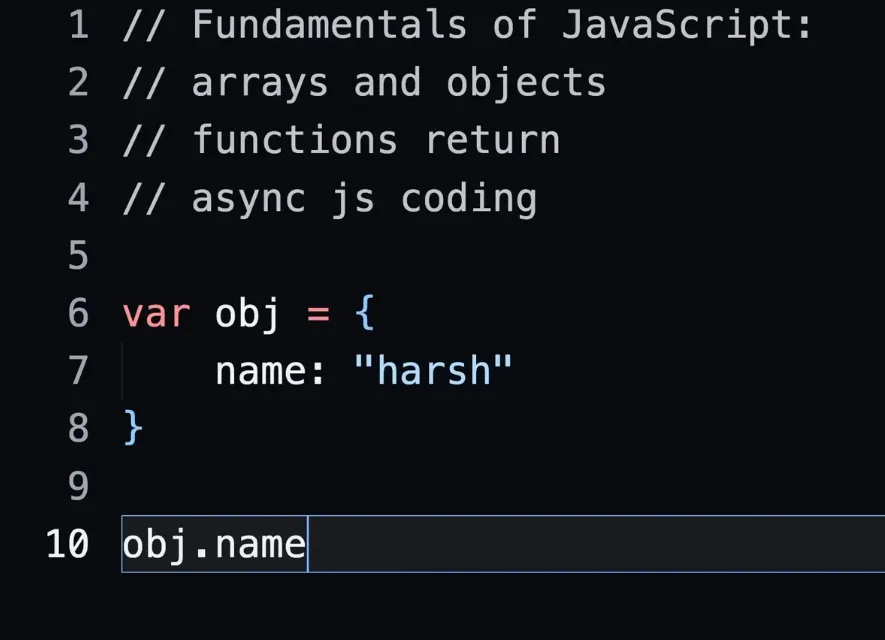 1 // Fundamentals of JavaScript:
2 // arrays and objects
3 // functions return
4 // async js coding
5
6 var obj = {
7     name: "harsh"
8 }
9
10 obj.name